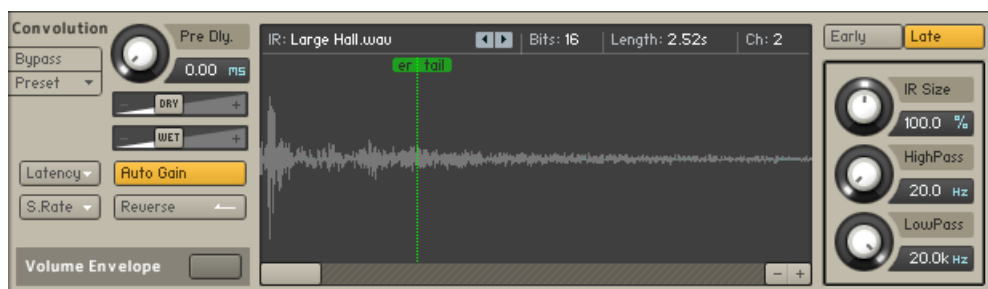 Convolution
Pre Dly.
Bypass
0.00 ms
Preset
DRY
WET
Latency
Auto Gain
S.Rate
Reverse
Volume Envelope
IR: Large Hall.wav
Bits: 16
Length: 2.52s
Ch: 2
er tail
Early
Late
IR Size
100.0 %
HighPass
20.0 Hz
LowPass
20.0k Hz